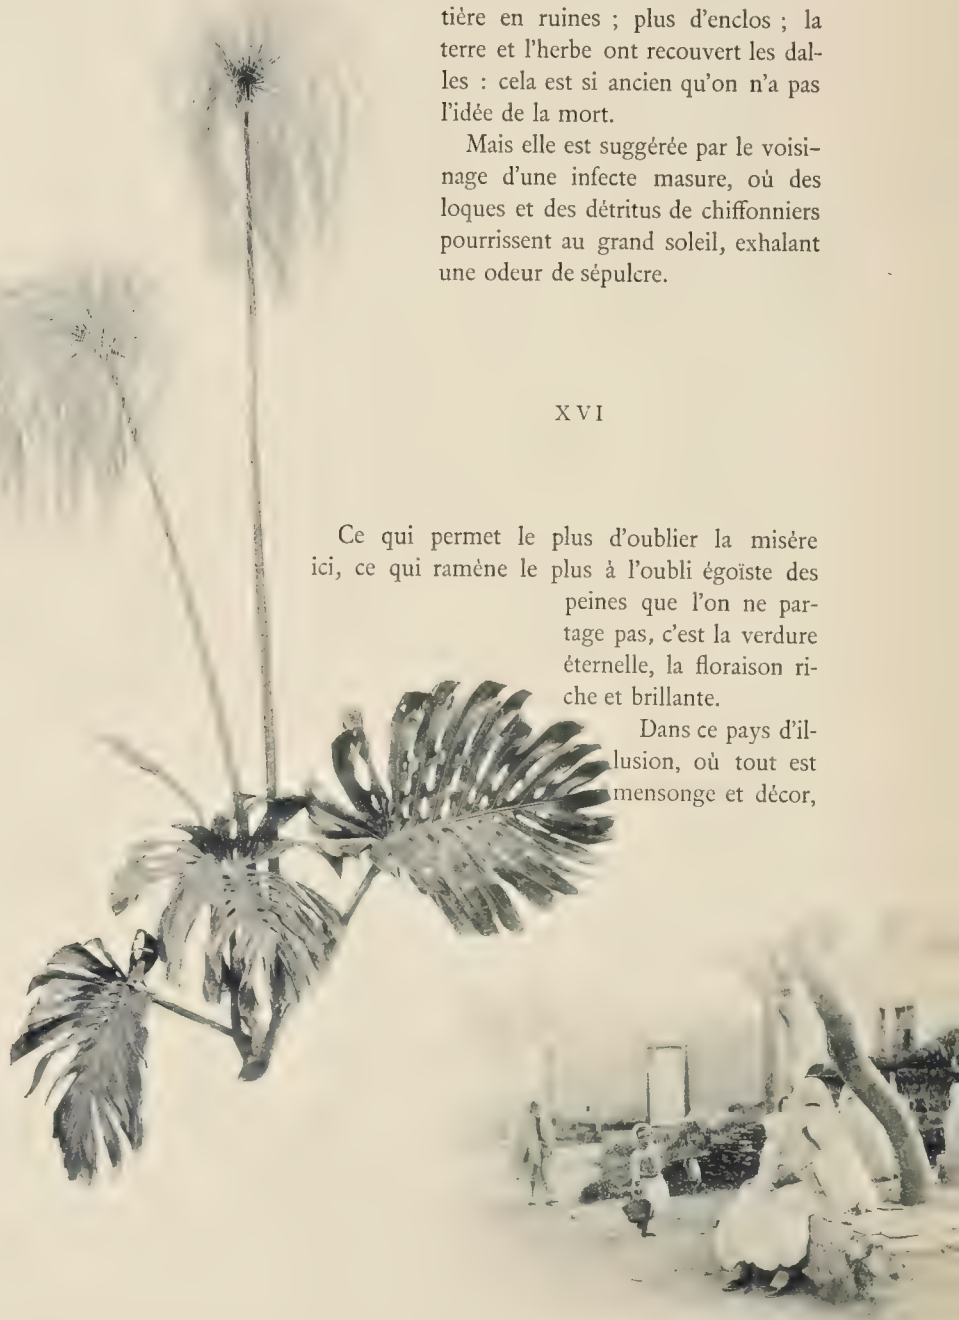 tière en ruines ; plus d'enclos ; la
terre et l'herbe ont recouvert les dal-
les : cela est si ancien qu'on n'a pas
l'idée de la mort.
Mais elle est suggérée par le voisi-
nage d'une infecte masure, où des
loques et des détritus de chiffonniers
pourrissent au grand soleil, exhalant
une odeur de sépulcre.
XVI
Ce qui permet le plus d'oublier la misère
ici, ce qui ramène le plus à l'oubli égoïste des
peines que l'on ne par-
tage pas, c'est la verdure
éternelle, la floraison ri-
che et brillante.
Dans ce pays d'il-
lusion, où tout est
mensonge et décor,